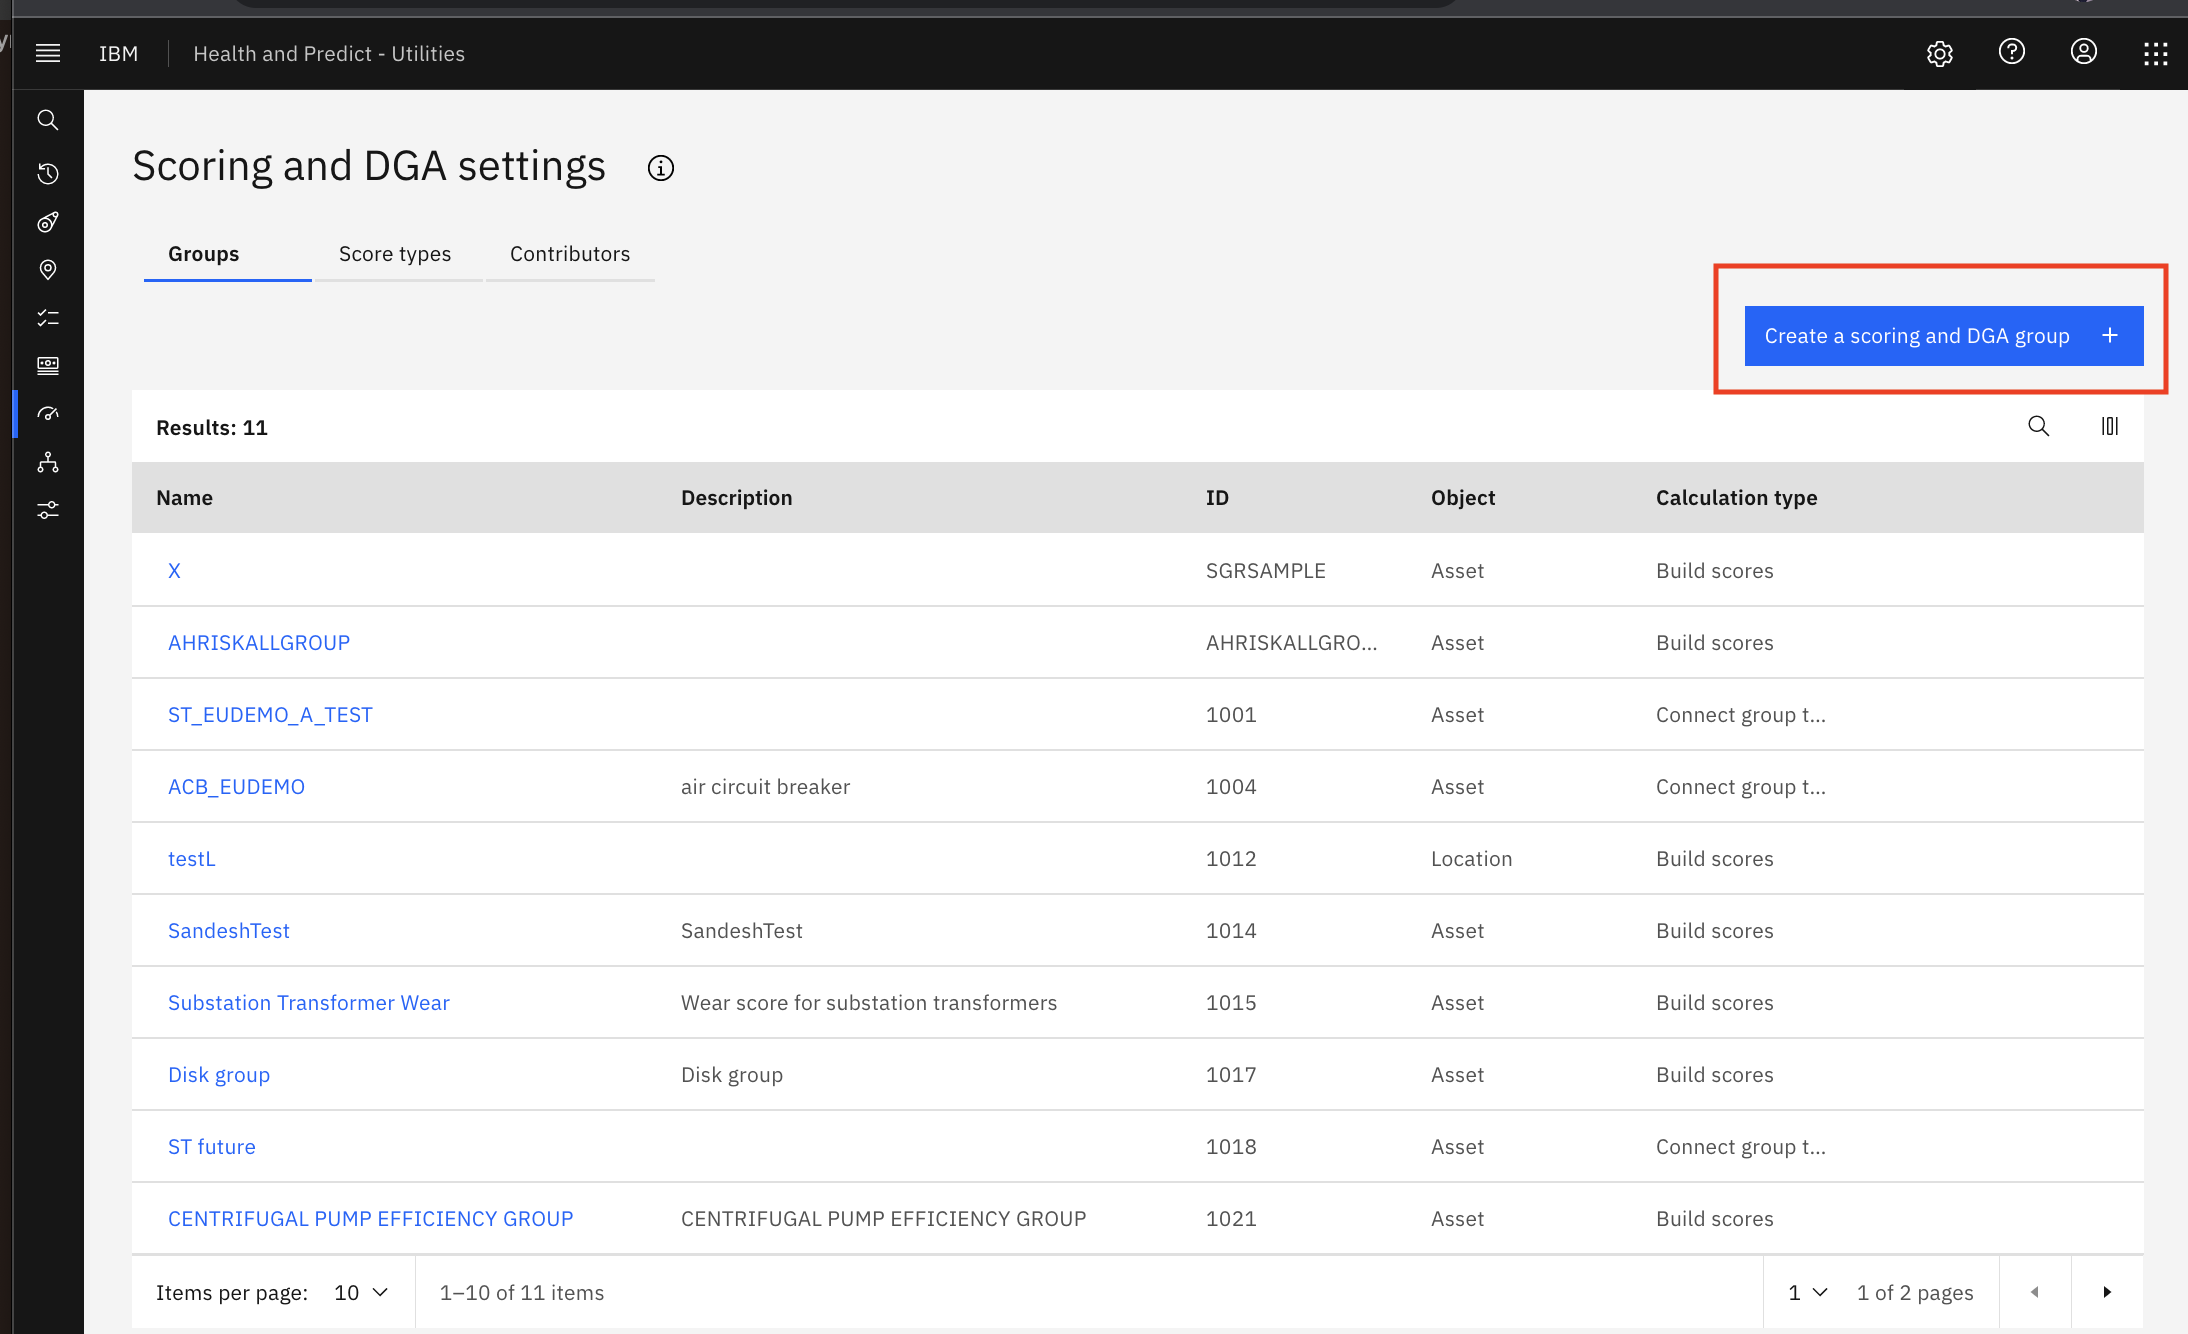 IBM Health and Predict - Utilities
Scoring and DGA settings
Groups Score types Contributors
Create a scoring and DGA group +
Results: 11
Name Description ID Object Calculation type
X SGRSAMPLE Asset Build scores
AHRISKALLGROUP AHRISKALLGRO... Asset Build scores
ST_EUDEMO_A_TEST 1001 Asset Connect group t...
ACB_EUDEMO air circuit breaker 1004 Asset Connect group t...
testL 1012 Location Build scores
SandeshTest SandeshTest 1014 Asset Build scores
Substation Transformer Wear Wear score for substation transformers 1015 Asset Build scores
Disk group Disk group 1017 Asset Build scores
ST future 1018 Asset Connect group t...
CENTRIFUGAL PUMP EFFICIENCY GROUP CENTRIFUGAL PUMP EFFICIENCY GROUP 1021 Asset Build scores
Items per page: 10 1–10 of 11 items 1 1 of 2 pages